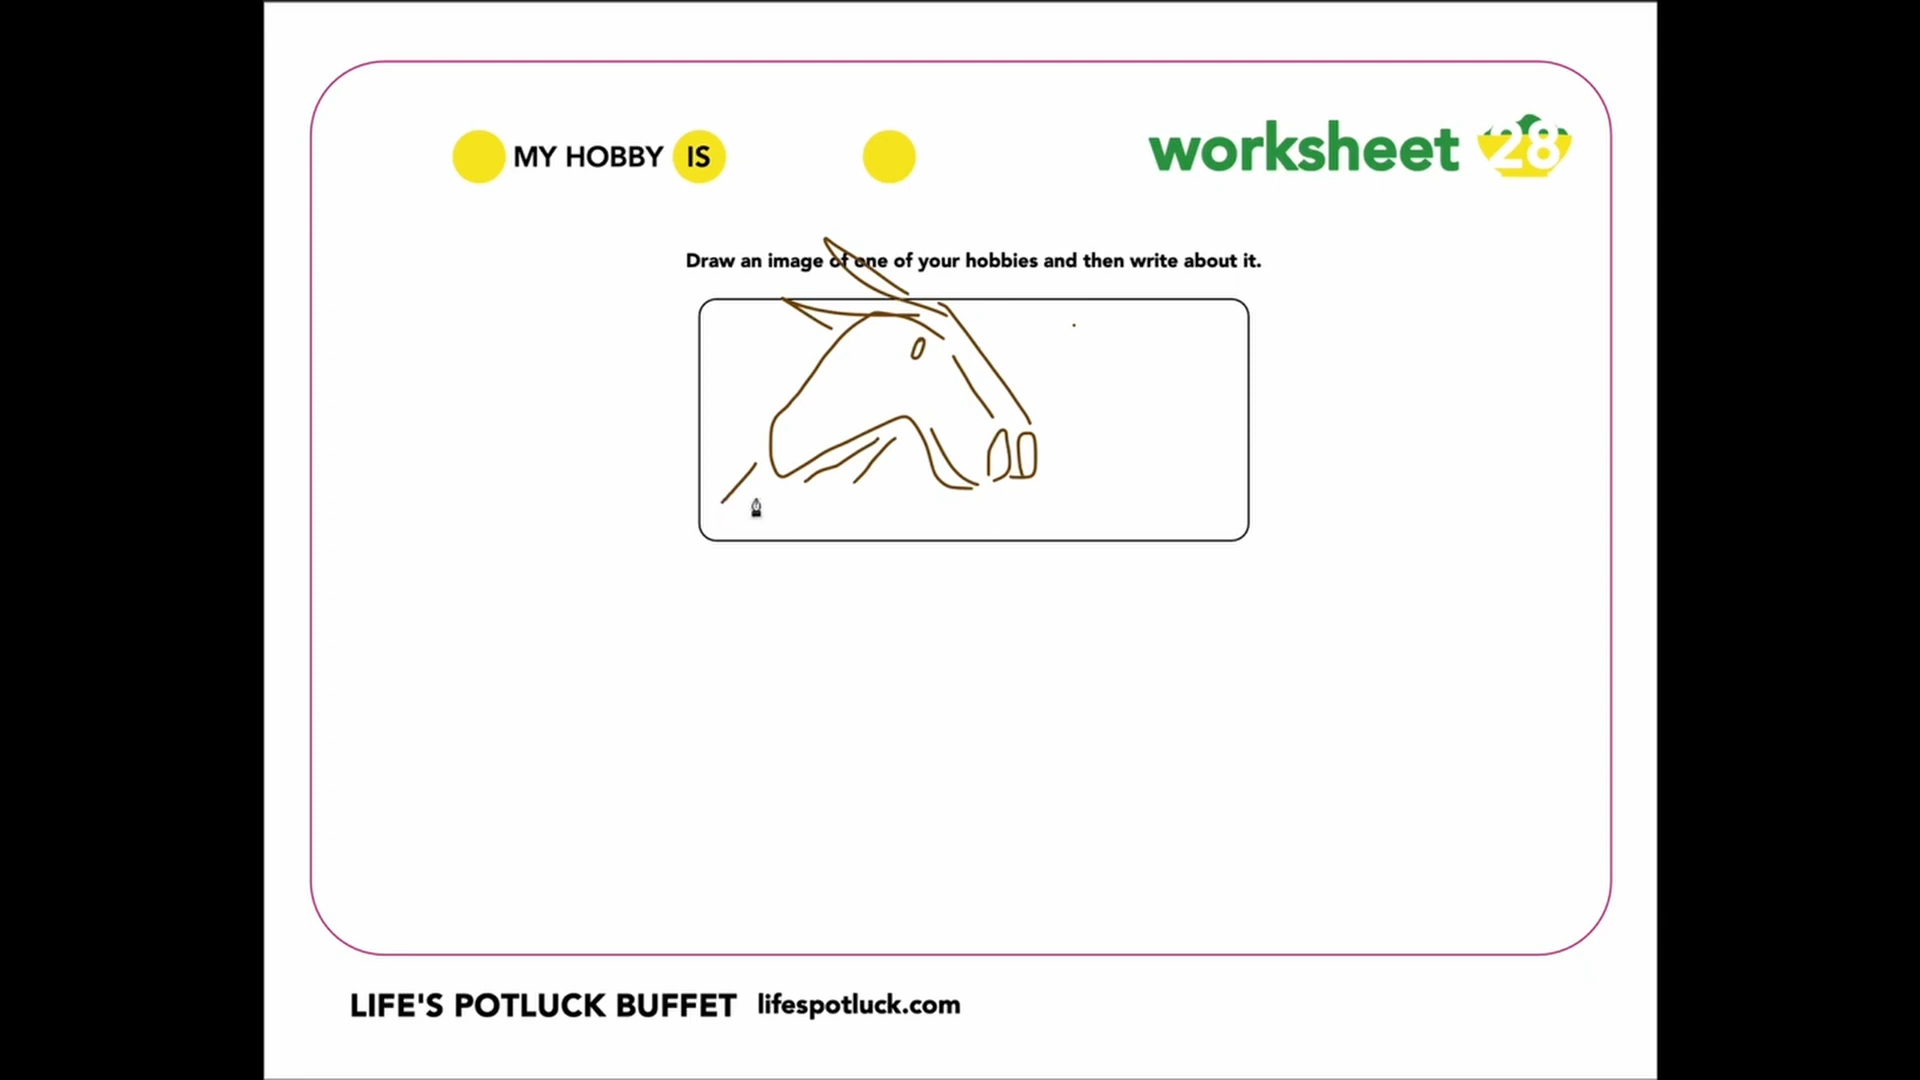 MY HOBBY IS
worksheet 28
Draw an image of one of your hobbies and then write about it.
LIFE'S POTLUCK BUFFET lifespotluck.com